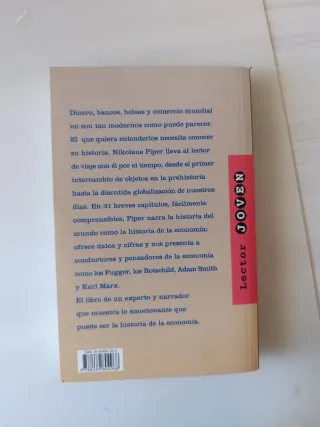 Dinero, bancos, bolsas y comercio mundial
no son tan modernos como puede parecer.
El que quiera entenderlos necesita conocer
su historia. Nikolaus Piper lleva al lector
de viaje con él por el tiempo, desde el primer
intercambio de objetos en la prehistoria
hasta la discutida globalización de nuestros
días. En 31 breves capítulos, fácilmente
comprensibles, Piper narra la historia del
mundo como la historia de la economía;
ofrece datos y cifras y nos presenta a
conductores y pensadores de la economía
como los Fugger, los Rotschild, Adam Smith
y Karl Marx.
El libro de un experto y narrador
que muestra lo emocionante que
puede ser la historia de la economía.
Lector JOVEN